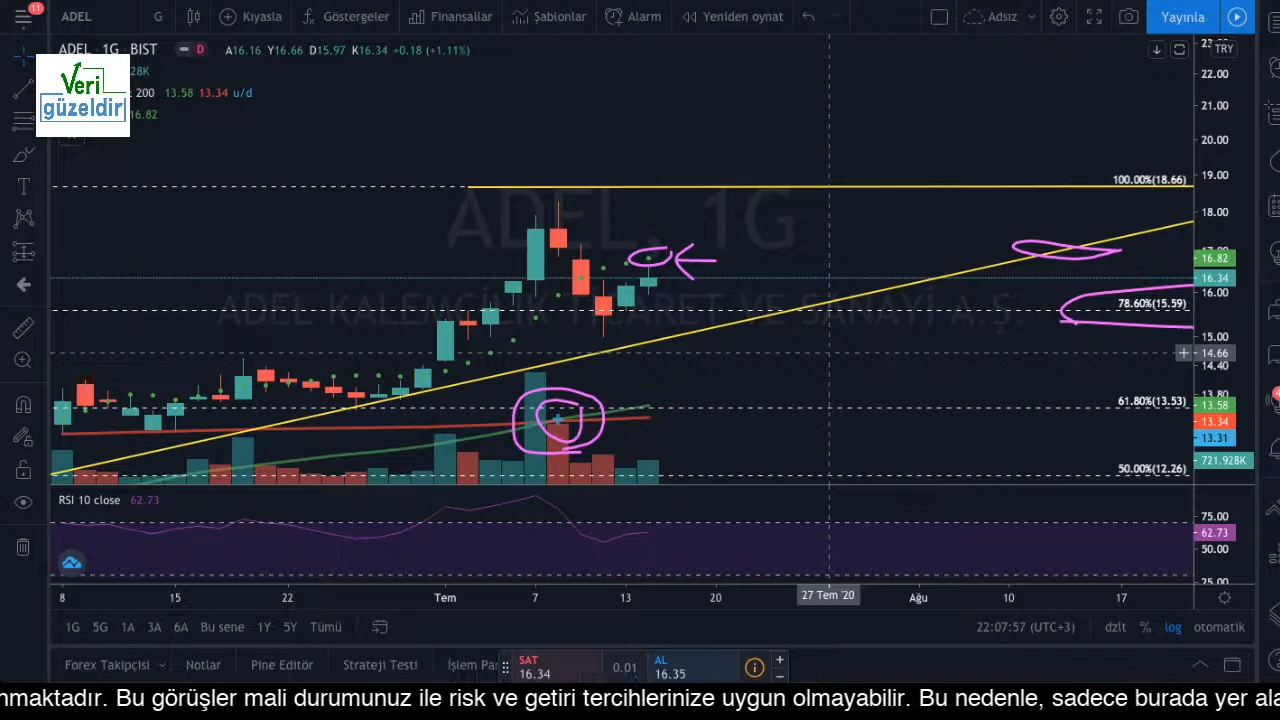 11
ADEL G Kıyasla Göstergeler Finansallar Şablonlar Alarm Yeniden oynat Adsız Yayınla
ADEL · 1G · BIST D A16.16 Y16.66 D15.97 K16.34 +0.18 (+1.11%)
TRY
28K
Veri
güzeldir
200 13.58 13.34 u/d
16.82
22.00
21.00
20.00
19.00
100.00%(18.66)
18.00
ADEL, 1G
ADEL KALEMCİLİK TİCARET VE SANAYİ A.Ş.
16.82
16.34
16.00
78.60%(15.59)
15.00
14.66
14.40
13.80
61.80%(13.53)
13.58
13.34
13.31
721.928K
50.00%(12.26)
RSI 10 close 62.73
75.00
62.73
50.00
25.00
8 15 22 Tem 7 13 20 27 Tem '20 Ağu 10 17
1G 5G 1A 3A 6A Bu sene 1Y 5Y Tümü 22:07:57 (UTC+3) dzlt % log otomatik
Forex Takipçisi Notlar Pine Editör Strateji Testi İşlem Pa
SAT 0.01 AL
16.34 16.35
nmaktadır. Bu görüşler mali durumunuz ile risk ve getiri tercihlerinize uygun olmayabilir. Bu nedenle, sadece burada yer ala